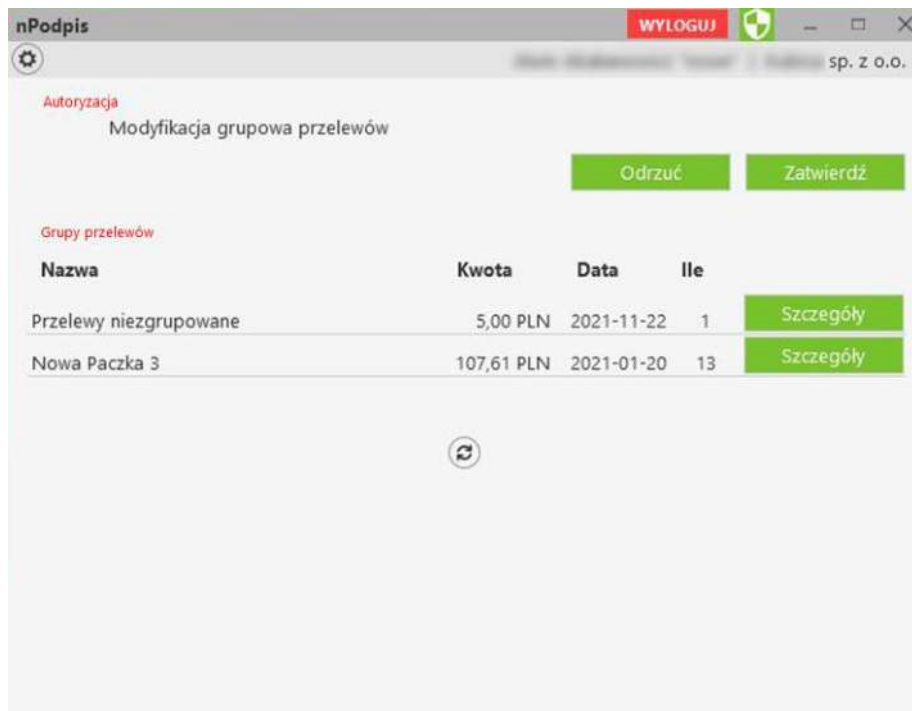 nPodpis WYLOGUJ
sp. z o.o.
Autoryzacja
Modyfikacja grupowa przelewów
Odrzuć Zatwierdź
Grupy przelewów
Nazwa Kwota Data Ile
Przelewy niezgrupowane 5,00 PLN 2021-11-22 1 Szczegóły
Nowa Paczka 3 107,61 PLN 2021-01-20 13 Szczegóły